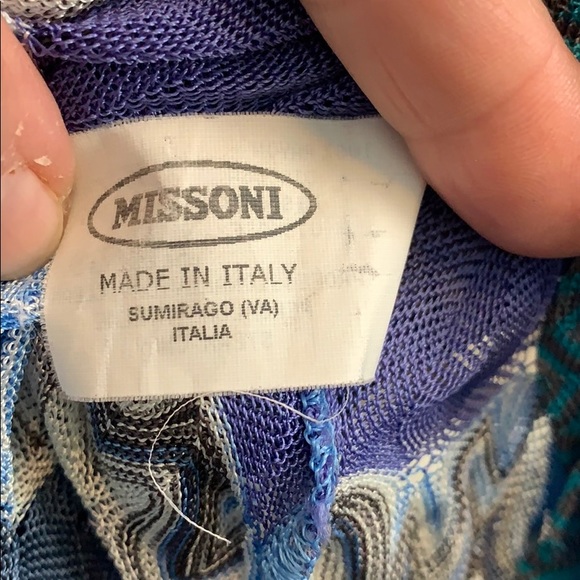 MISSONI
MADE IN ITALY
SUMIRAGO (VA)
ITALIA